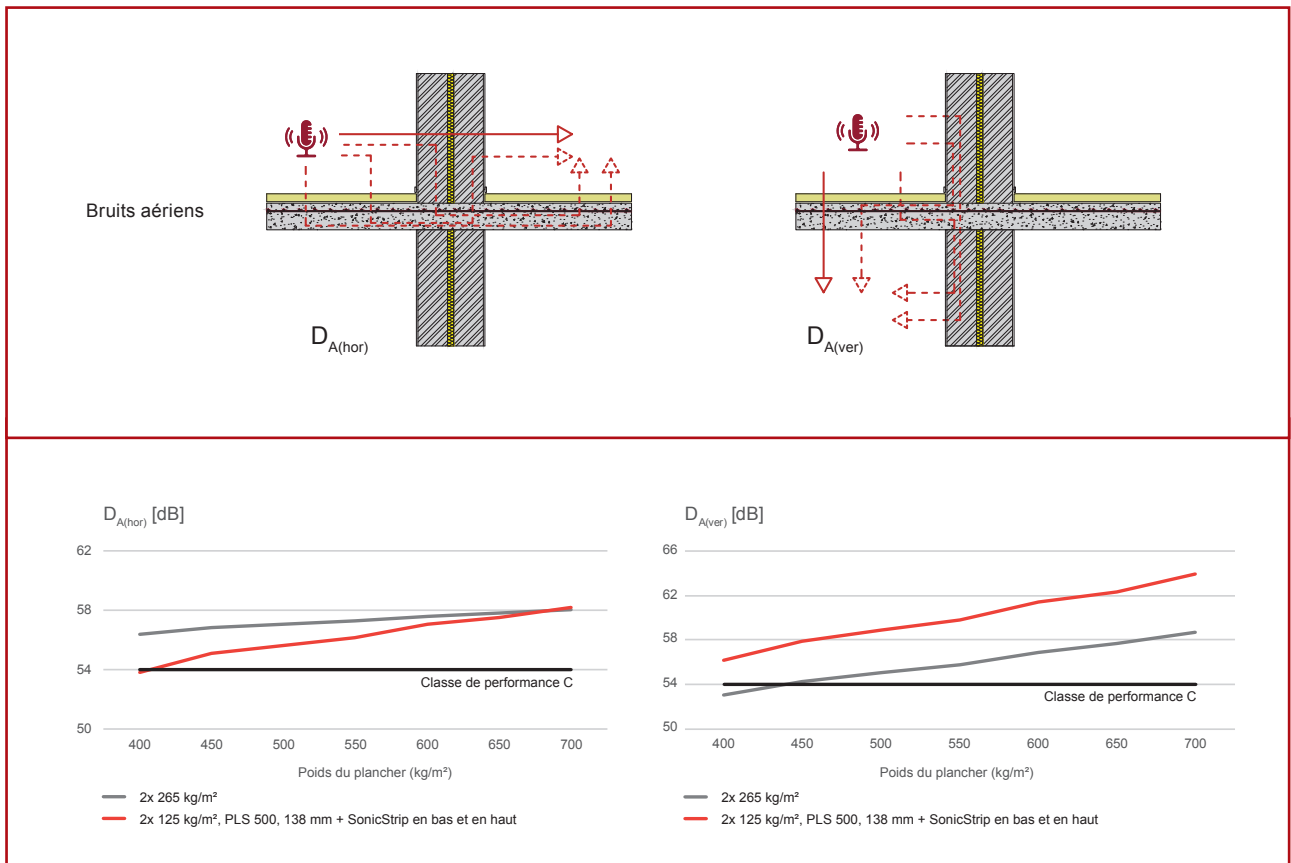 Bruits aériens
D A(hor)
D A(ver)
D A(hor) [dB]
62
58
54
50
Classe de performance C
400 450 500 550 600 650 700
Poids du plancher (kg/m²)
2x 265 kg/m²
2x 125 kg/m², PLS 500, 138 mm + SonicStrip en bas et en haut
D A(ver) [dB]
66
62
58
54
50
Classe de performance C
400 450 500 550 600 650 700
Poids du plancher (kg/m²)
2x 265 kg/m²
2x 125 kg/m², PLS 500, 138 mm + SonicStrip en bas et en haut